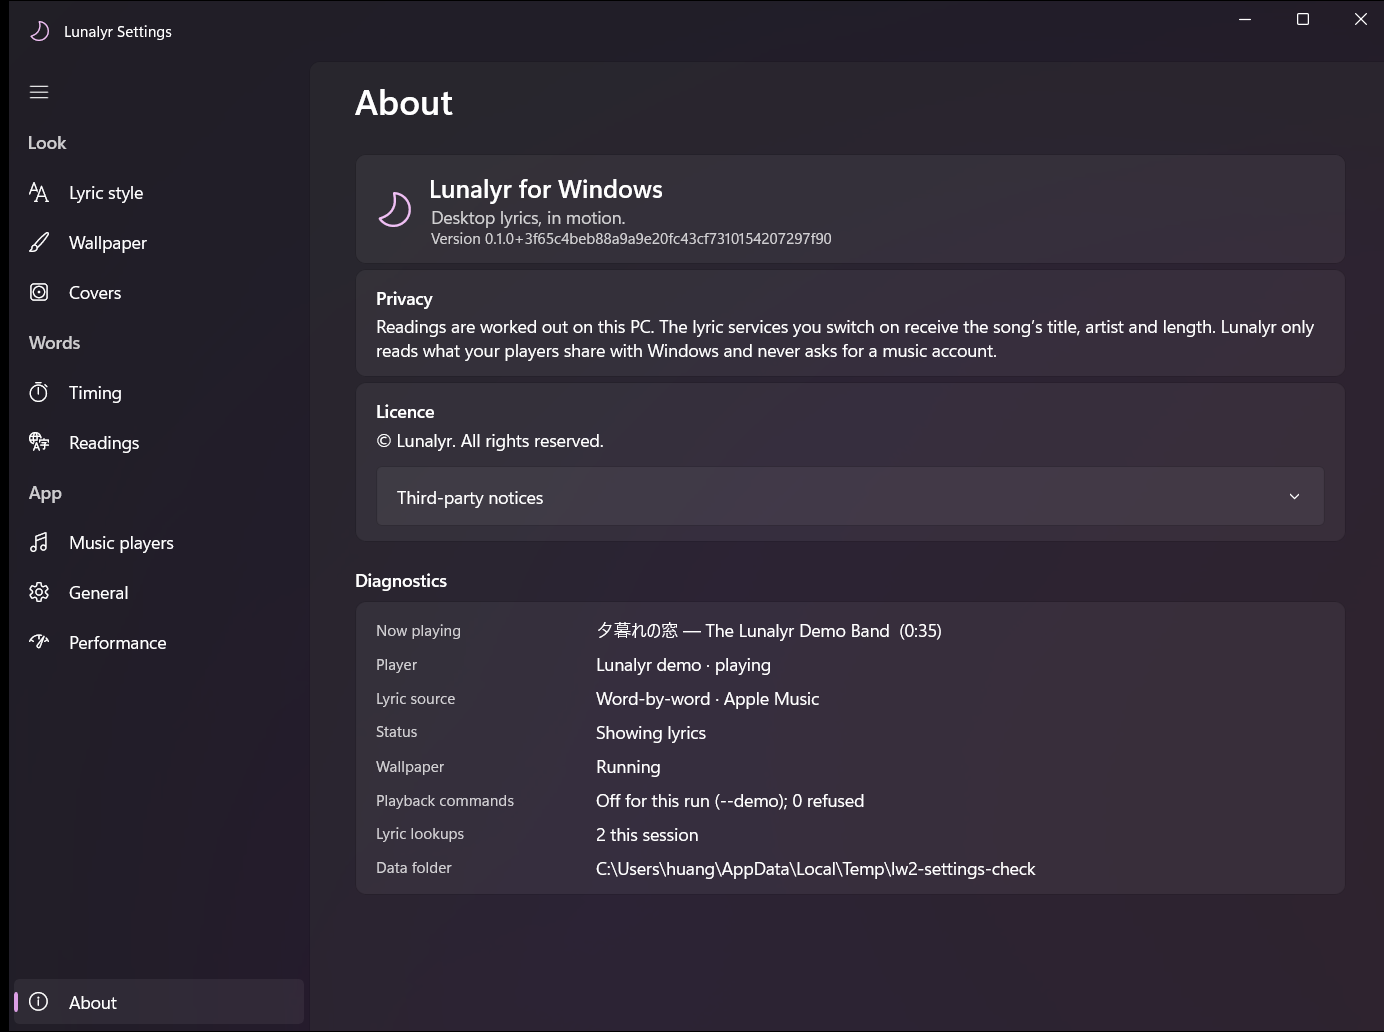 Lunalyr Settings
Look
Lyric style
Wallpaper
Covers
Words
Timing
Readings
App
Music players
General
Performance
About
About
Lunalyr for Windows
Desktop lyrics, in motion.
Version 0.1.0+3f65c4beb88a9a9e20fc43cf7310154207297f90
Privacy
Readings are worked out on this PC. The lyric services you switch on receive the song’s title, artist and length. Lunalyr only
reads what your players share with Windows and never asks for a music account.
Licence
© Lunalyr. All rights reserved.
Third-party notices
Diagnostics
Now playing 夕暮れの窓 — The Lunalyr Demo Band (0:35)
Player Lunalyr demo · playing
Lyric source Word-by-word · Apple Music
Status Showing lyrics
Wallpaper Running
Playback commands Off for this run (--demo); 0 refused
Lyric lookups 2 this session
Data folder C:\Users\huang\AppData\Local\Temp\lw2-settings-check